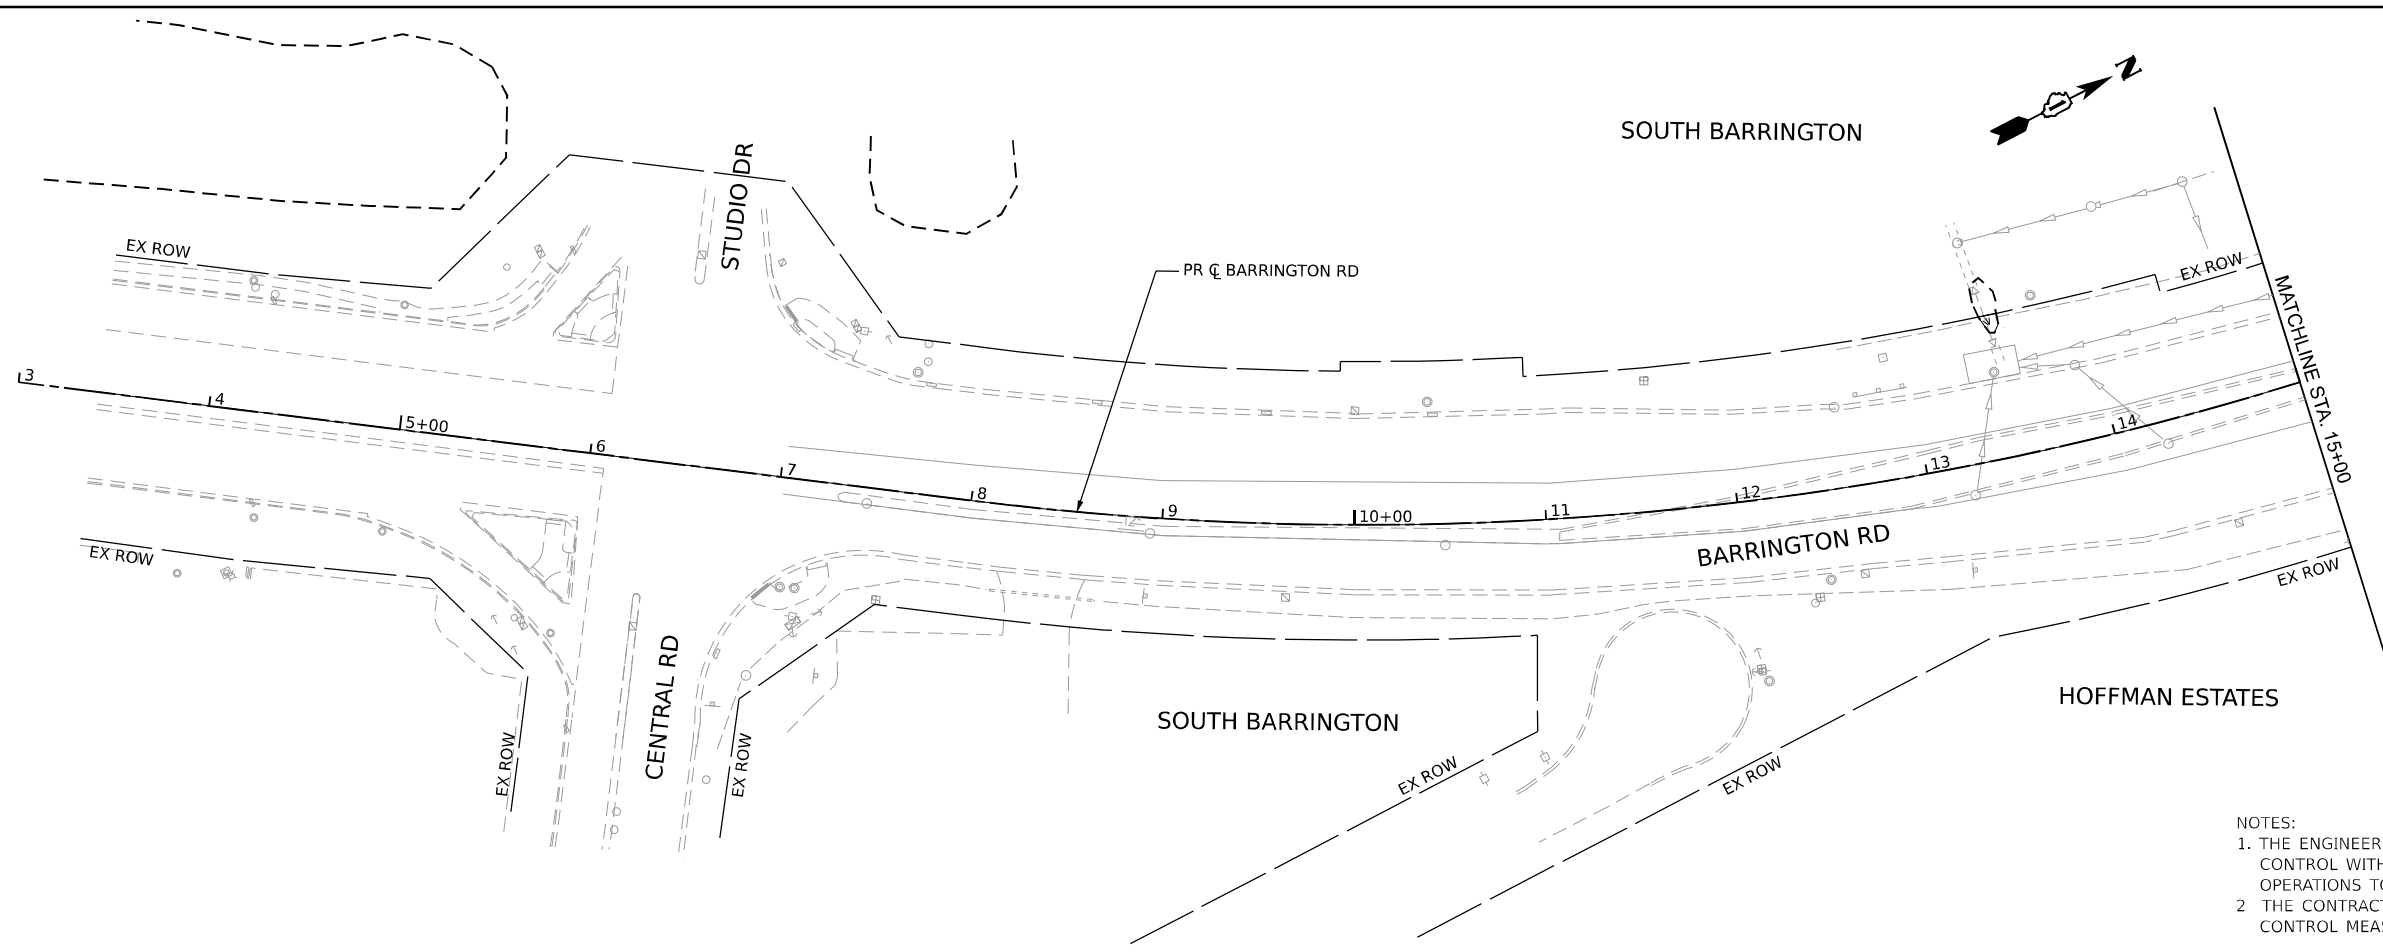 N
SOUTH BARRINGTON
STUDIO DR
EX ROW
PR ℄ BARRINGTON RD
EX ROW
MATCHLINE STA. 15+00
3
4
5+00
6
7
8
9
10+00
11
12
13
14
BARRINGTON RD
EX ROW
EX ROW
CENTRAL RD
SOUTH BARRINGTON
HOFFMAN ESTATES
EX ROW
EX ROW
EX ROW
EX ROW
NOTES:
1. THE ENGINEER
CONTROL WITH
OPERATIONS TO
2 THE CONTRACT
CONTROL MEAS